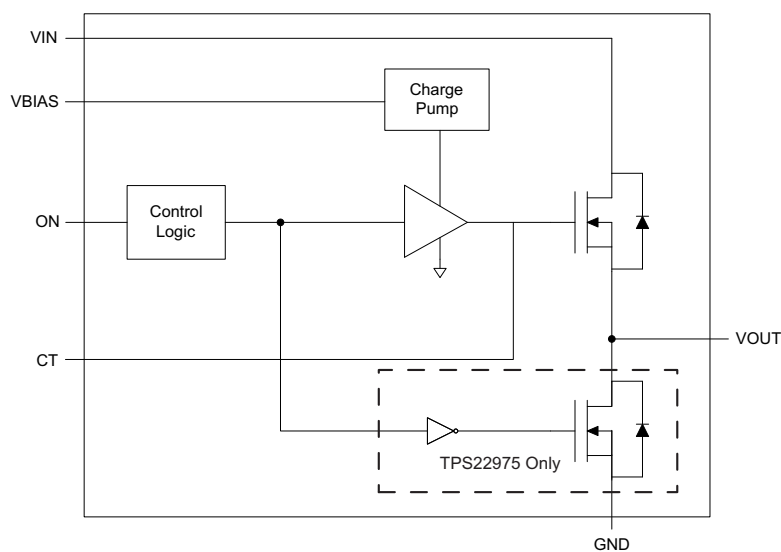 VIN
VBIAS
Charge
Pump
ON
Control
Logic
VOUT
CT
TPS22975 Only
GND